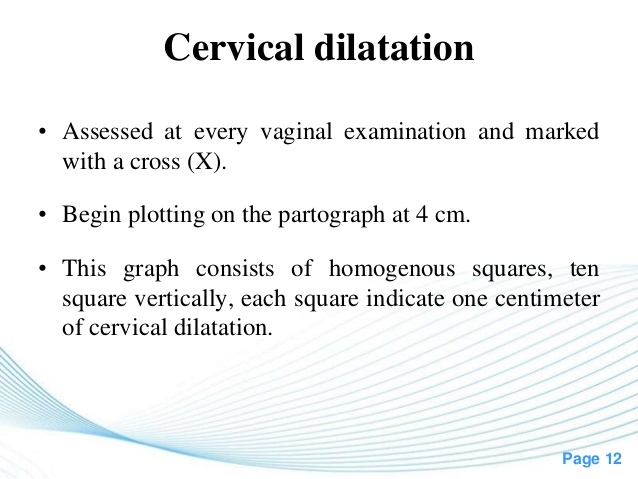 Cervical dilatation
• Assessed at every vaginal examination and marked
with a cross (X).
• Begin plotting on the partograph at 4 cm.
• This graph consists of homogenous squares, ten
square vertically, each square indicate one centimeter
of cervical dilatation.
Page 12